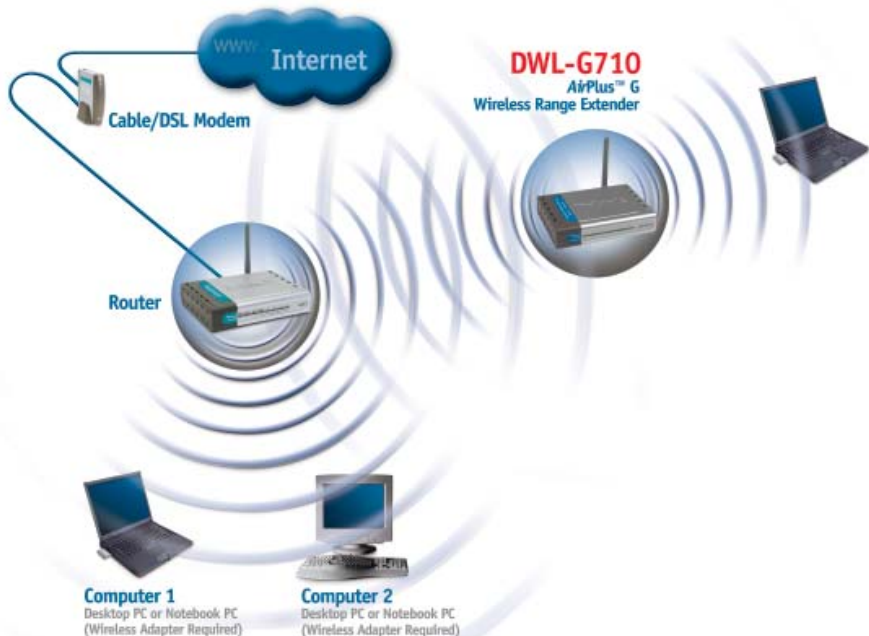 www.
Internet
DWL-G710
AirPlus™ G
Wireless Range Extender
Cable/DSL Modem
Router
Computer 1
Desktop PC or Notebook PC
(Wireless Adapter Required)
Computer 2
Desktop PC or Notebook PC
(Wireless Adapter Required)